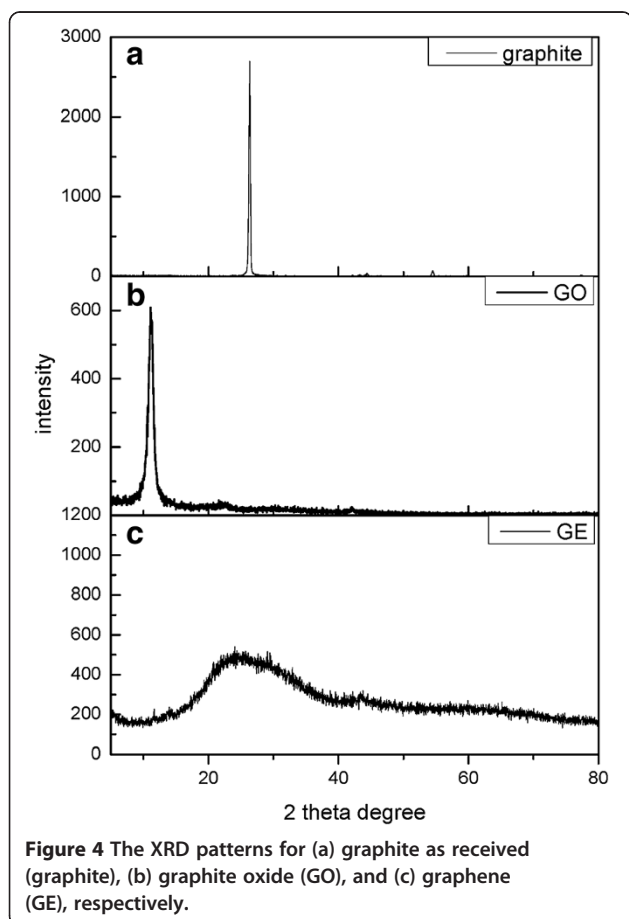 a
graphite
3000
2000
1000
0
b
GO
600
400
200
intensity
c
GE
1200
1000
800
600
400
200
0
20
40
60
80
2 theta degree
Figure 4 The XRD patterns for (a) graphite as received
(graphite), (b) graphite oxide (GO), and (c) graphene
(GE), respectively.